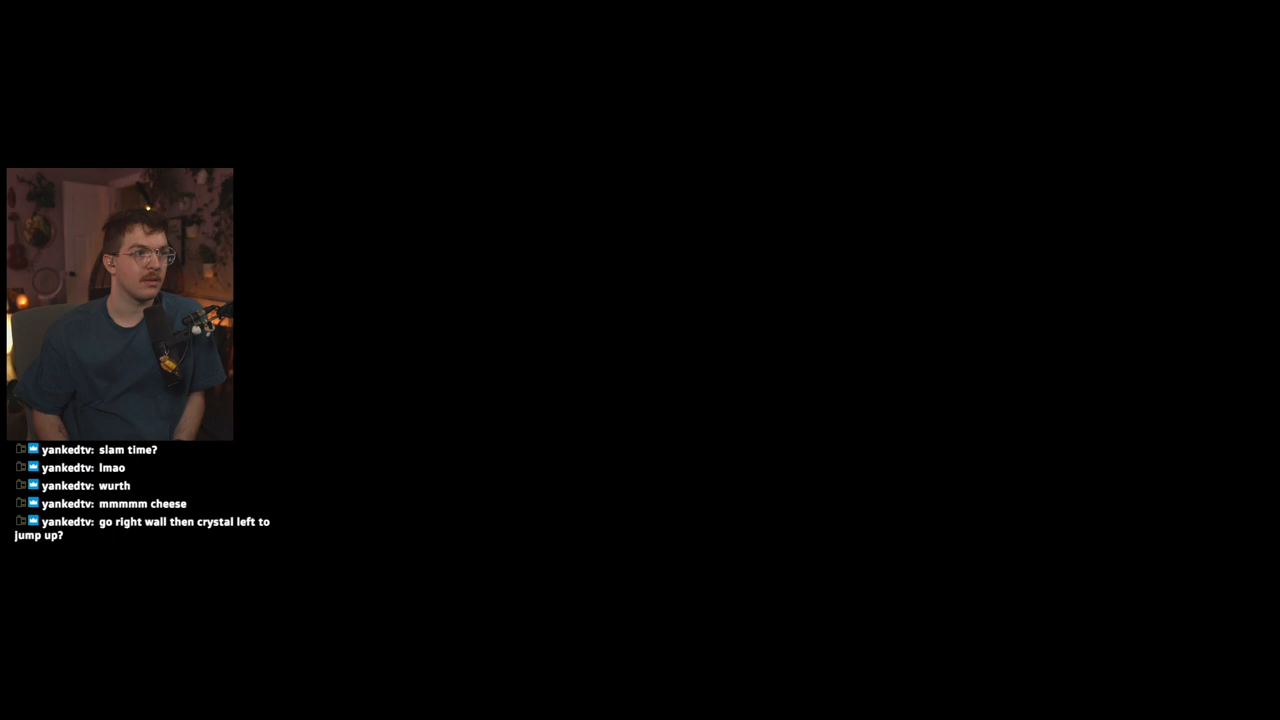 yankedtv: slam time?
yankedtv: lmao
yankedtv: wurth
yankedtv: mmmmm cheese
yankedtv: go right wall then crystal left to
jump up?